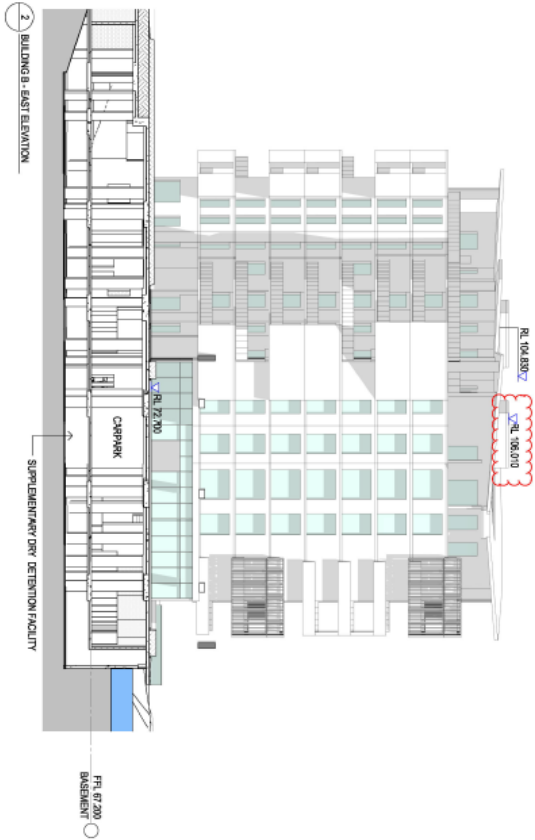 2
BUILDING B - EAST ELEVATION
RL 104.830
RL 106.010
RL 72.700
CARPARK
SUPPLEMENTARY DRY DETENTION FACILITY
FFL 67.200
BASEMENT